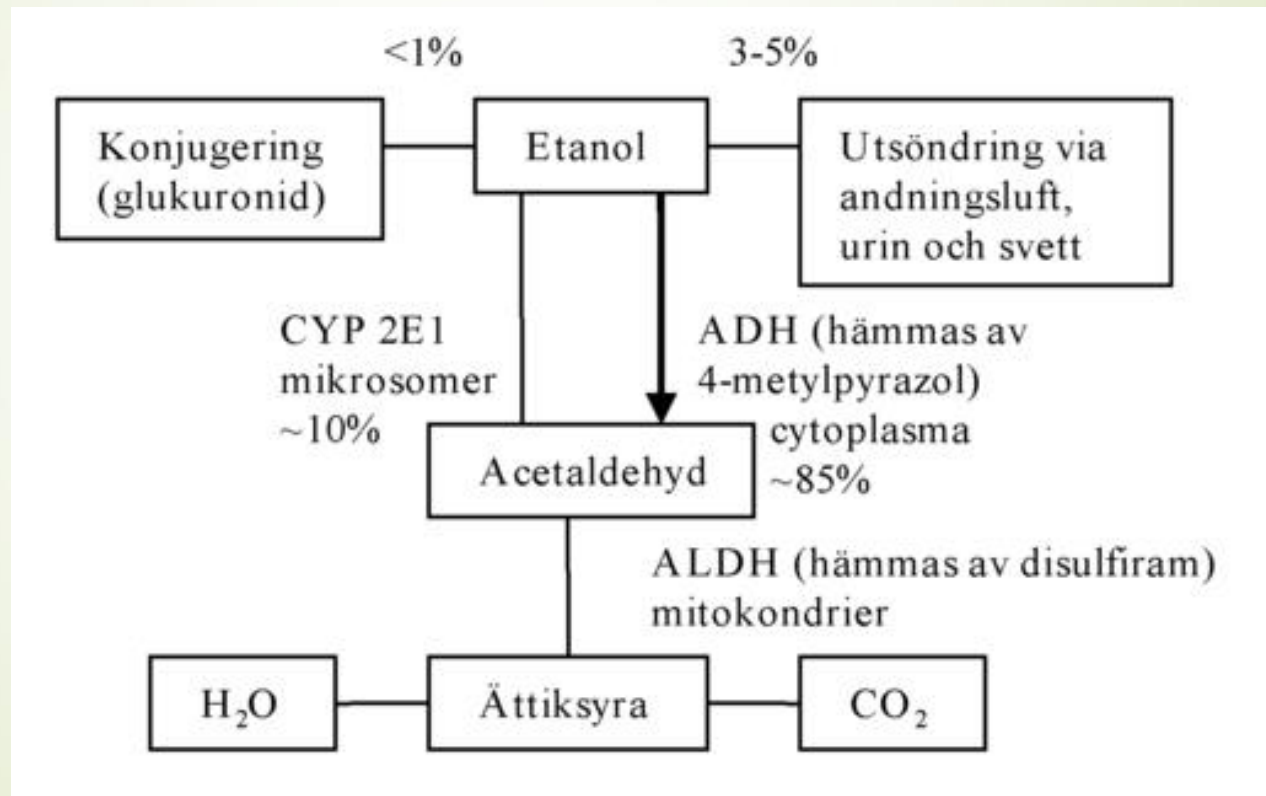 <1%
3-5%
Konjugering
(glukuronid)
Etanol
Utsöndring via
andningsluft,
urin och svett
CYP 2E1
mikrosomer
~10%
ADH (hämmas av
4-metylpyrazol)
cytoplasma
~85%
Acetaldehyd
ALDH (hämmas av disulfiram)
mitokondrier
H₂O
Ättiksyra
CO₂